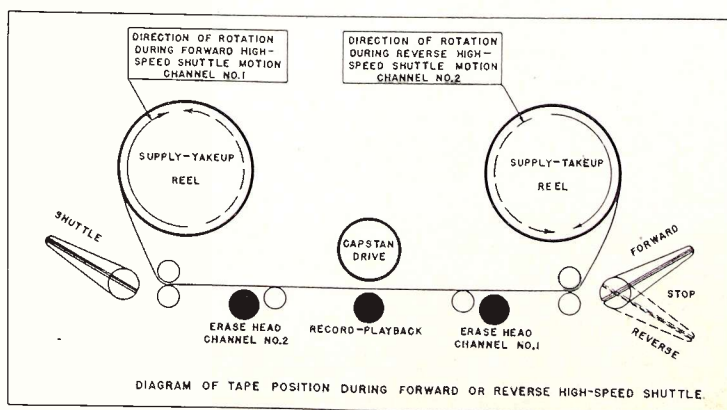 DIRECTION OF ROTATION
DURING FORWARD HIGH-
SPEED SHUTTLE MOTION
CHANNEL NO.1
DIRECTION OF ROTATION
DURING REVERSE HIGH-
SPEED SHUTTLE MOTION
CHANNEL NO.2
SUPPLY-YAKEUP
REEL
SUPPLY-TAKEUP
REEL
SHUTTLE
CAPSTAN
DRIVE
FORWARD
STOP
REVERSE
ERASE HEAD
CHANNEL NO.2
RECORD-PLAYBACK
ERASE HEAD
CHANNEL NO.1
DIAGRAM OF TAPE POSITION DURING FORWARD OR REVERSE HIGH-SPEED SHUTTLE.